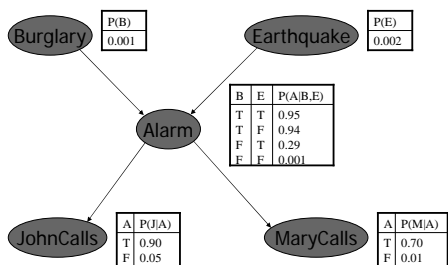 Burglary
P(B)
0.001
Earthquake
P(E)
0.002
Alarm
B E P(A|B,E)
T T 0.95
T F 0.94
F T 0.29
F F 0.001
JohnCalls
A P(J|A)
T 0.90
F 0.05
MaryCalls
A P(M|A)
T 0.70
F 0.01